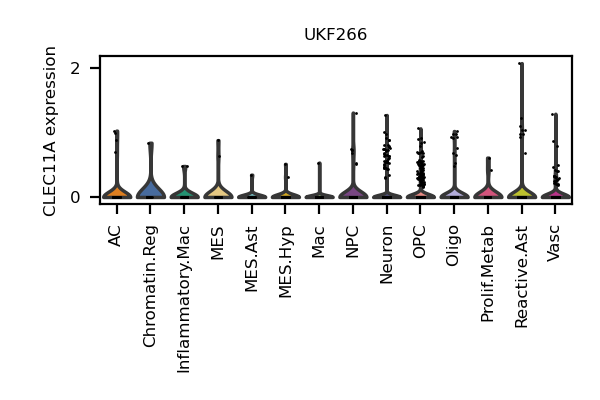 UKF266
CLEC11A expression
2
0
AC
Chromatin.Reg
Inflammatory.Mac
MES
MES.Ast
MES.Hyp
Mac
NPC
Neuron
OPC
Oligo
Prolif.Metab
Reactive.Ast
Vasc